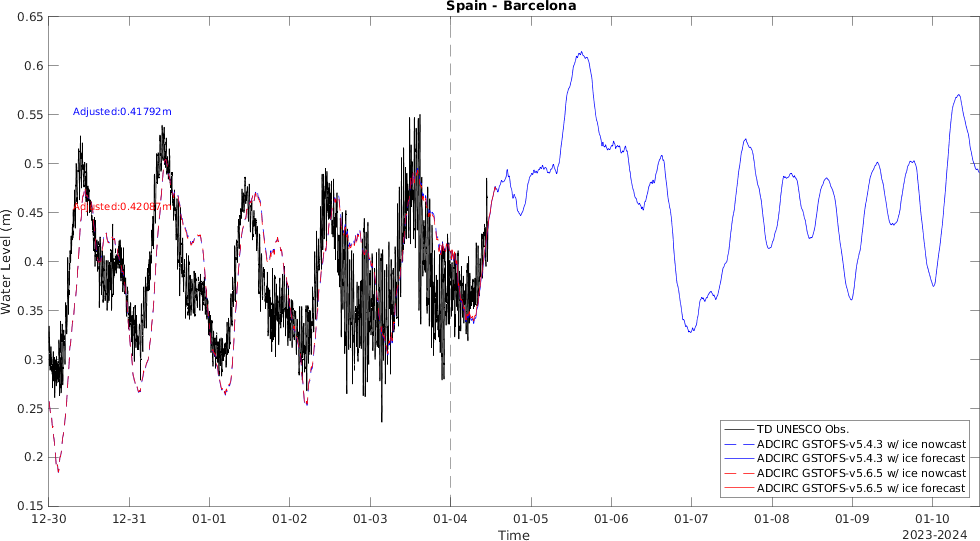 Spain - Barcelona
0.65
0.6
0.55
0.5
0.45
0.4
0.35
0.3
0.25
0.2
0.15
Water Level (m)
Adjusted:0.41792m
Adjusted:0.42087m
TD UNESCO Obs.
ADCIRC GSTOFS-v5.4.3 w/ ice nowcast
ADCIRC GSTOFS-v5.4.3 w/ ice forecast
ADCIRC GSTOFS-v5.6.5 w/ ice nowcast
ADCIRC GSTOFS-v5.6.5 w/ ice forecast
12-30 12-31 01-01 01-02 01-03 01-04 01-05 01-06 01-07 01-08 01-09 01-10
Time
2023-2024